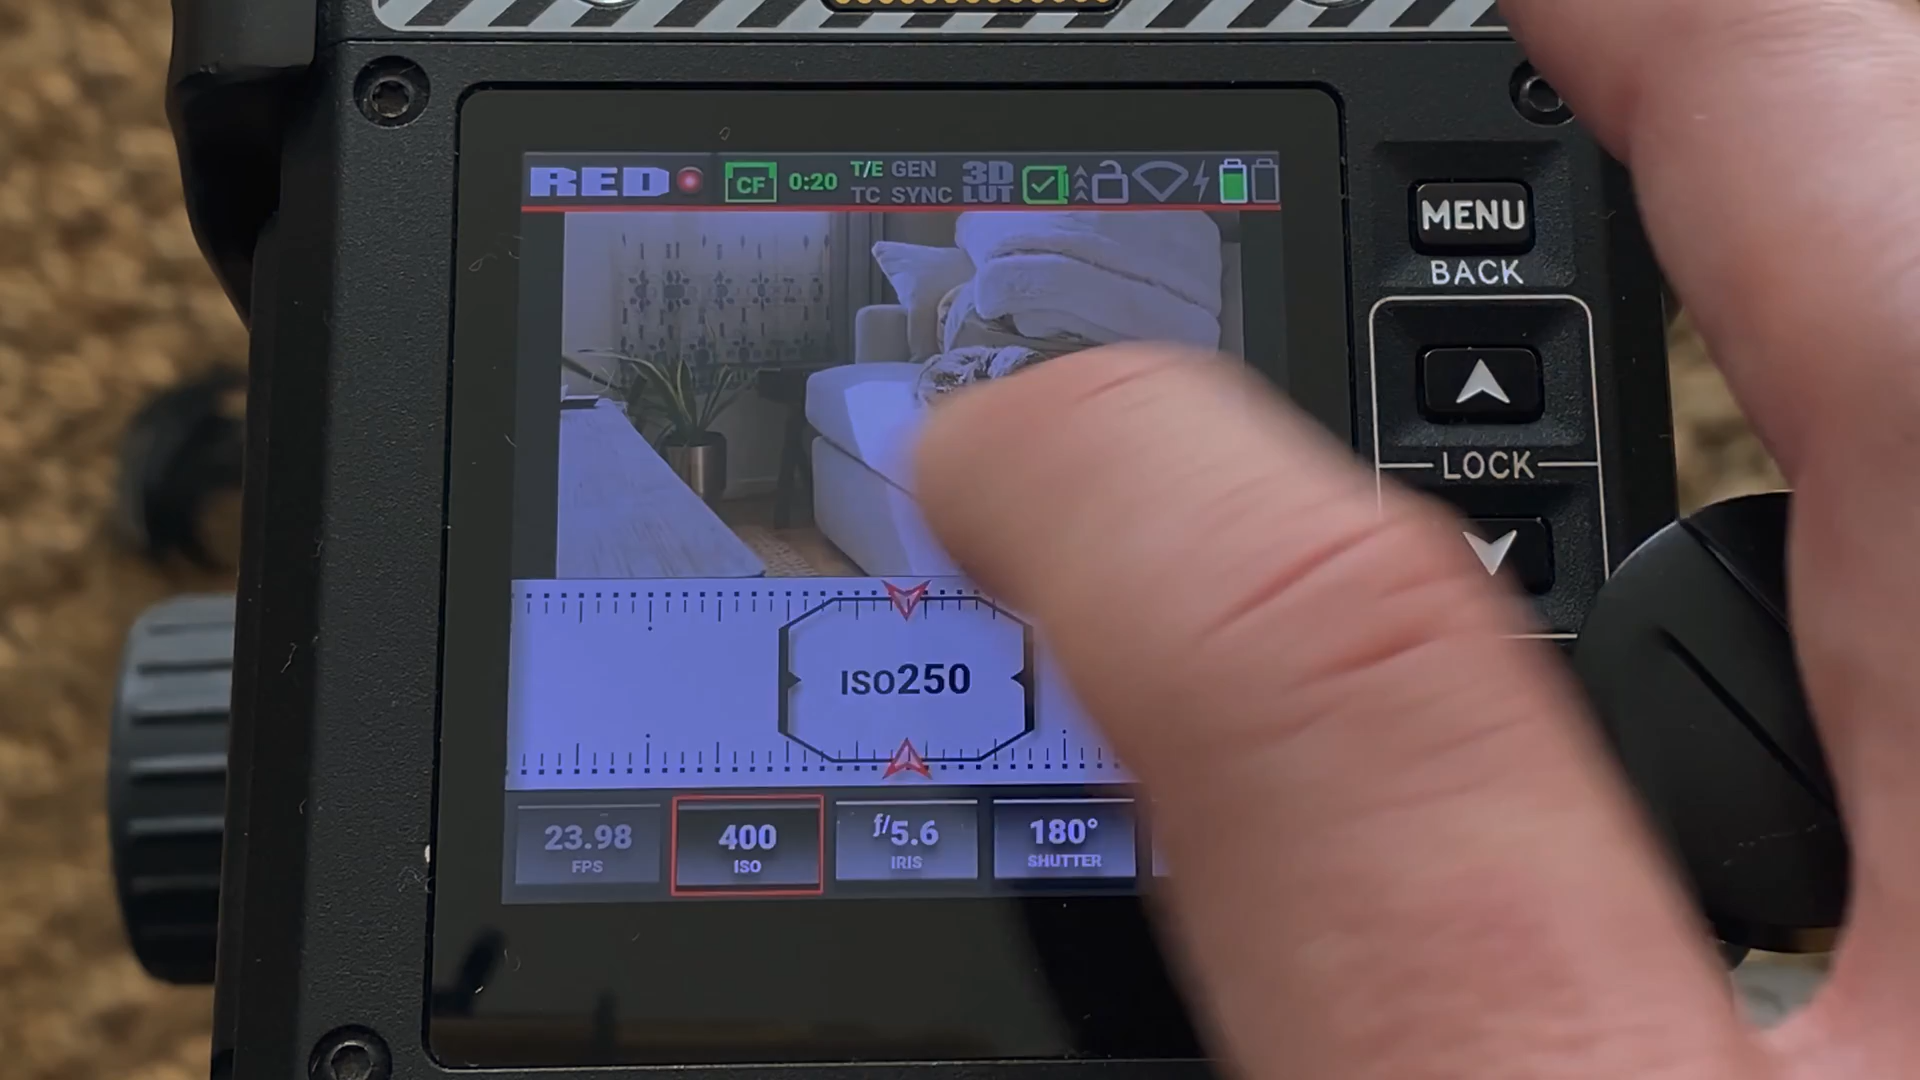 RED CF 0:20 T/E GEN 3D
TC SYNC LUT
MENU
BACK
LOCK
ISO250
23.98
FPS
400
ISO
f/5.6
IRIS
180°
SHUTTER